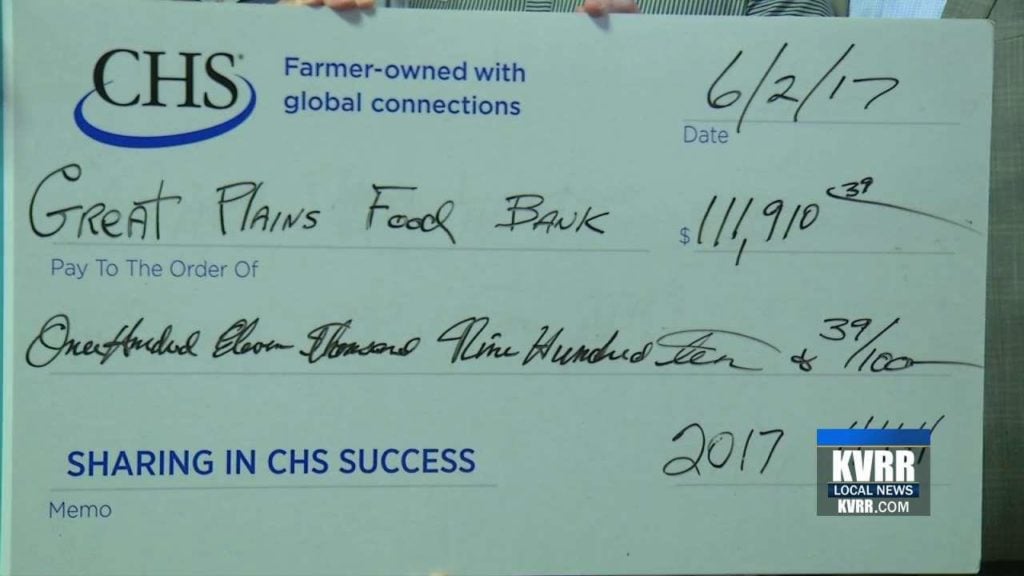 CHS®
Farmer-owned with
global connections
6/2/17
Date
GREAT PLAINS FOOD BANK
$ 111,910 39
Pay To The Order Of
One Hundred Eleven Thousand Nine Hundred Ten & 39/100
SHARING IN CHS SUCCESS
2017
Memo
KVRR
LOCAL NEWS
KVRR.COM